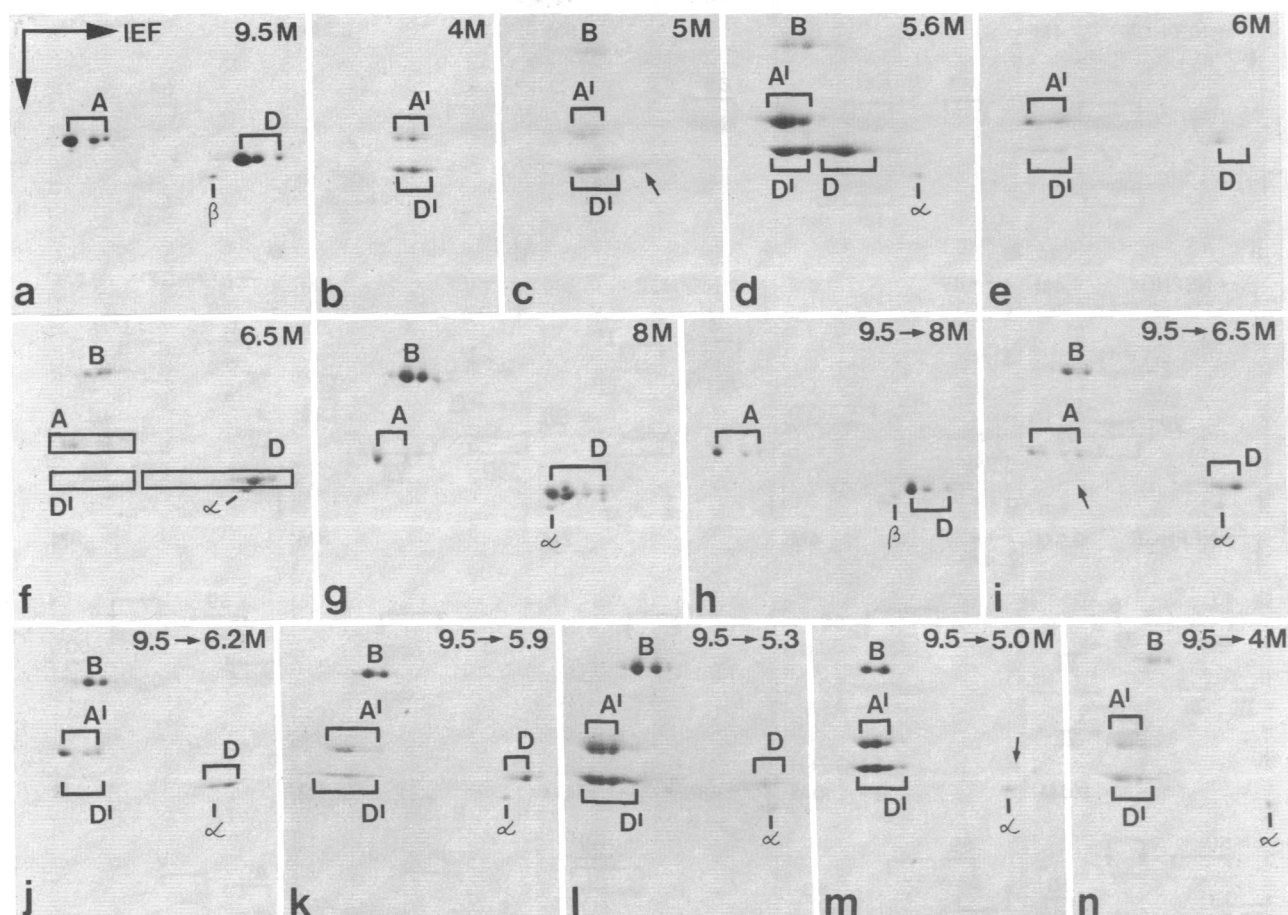 IEF 9.5M
A
D
β
a
4M
A'
D'
b
5M
B
A'
D'
c
5.6M
B
A'
D' D
α
d
6M
A'
D'
D
e
6.5M
B
A
D
D' α
f
8M
B
A
D
α
g
9.5→8M
A
β D
h
9.5→6.5M
B
A
D
α
i
9.5→6.2M
B
A'
D
D'
α
j
9.5→5.9
B
A'
D
D'
α
k
9.5→5.3
B
A'
D
D'
α
l
9.5→5.0M
B
A'
D'
α
m
9.5→4M
B
A'
D'
α
n